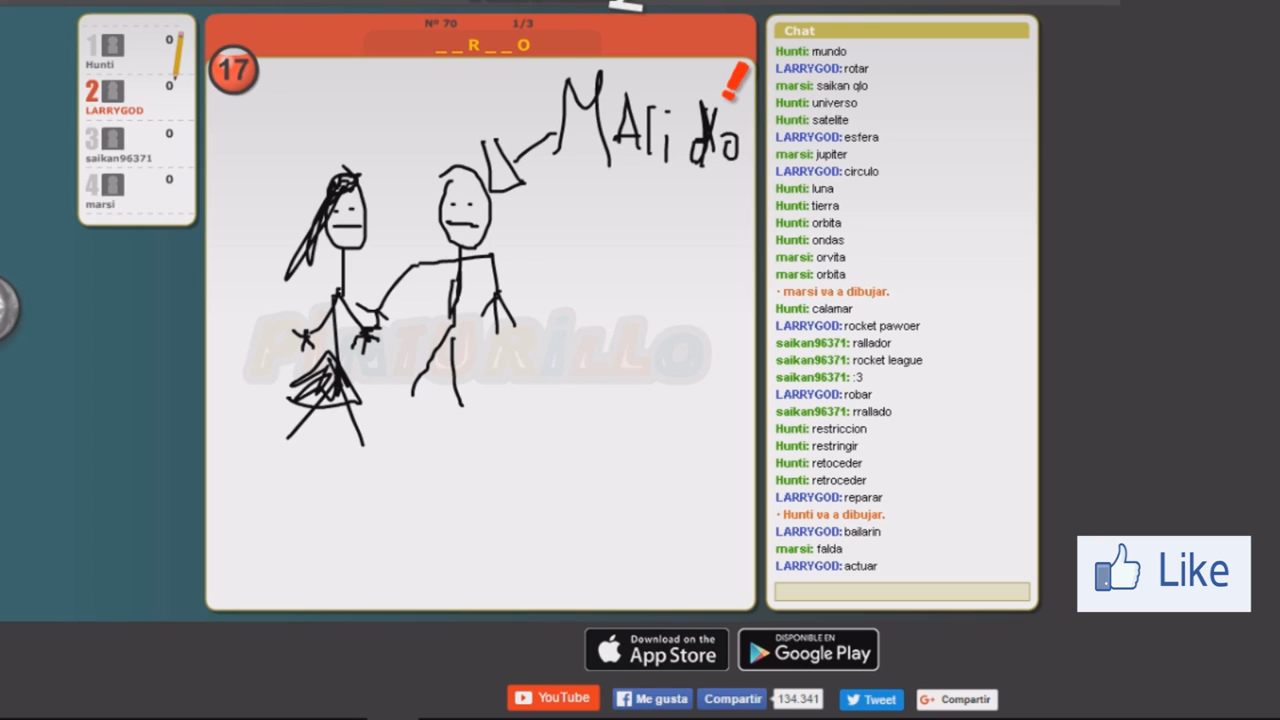 1
0
Hunti
2
0
LARRYGOD
3
0
saikan96371
4
0
marsi
Nº 70 1/3
_ _ R _ _ O
17
MAridxo
PINTURILLO
Chat
Hunti: mundo
LARRYGOD: rotar
marsi: saikan qlo
Hunti: universo
Hunti: satelite
LARRYGOD: esfera
marsi: jupiter
LARRYGOD: circulo
Hunti: luna
Hunti: tierra
Hunti: orbita
Hunti: ondas
marsi: orvita
marsi: orbita
· marsi va a dibujar.
Hunti: calamar
LARRYGOD: rocket pawoer
saikan96371: rallador
saikan96371: rocket league
saikan96371: :3
LARRYGOD: robar
saikan96371: rrallado
Hunti: restriccion
Hunti: restringir
Hunti: retoceder
Hunti: retroceder
LARRYGOD: reparar
· Hunti va a dibujar.
LARRYGOD: bailarin
marsi: falda
LARRYGOD: actuar
Like
Download on the
App Store
DISPONIBLE EN
Google Play
YouTube
Me gusta
Compartir
134.341
Tweet
G+ Compartir